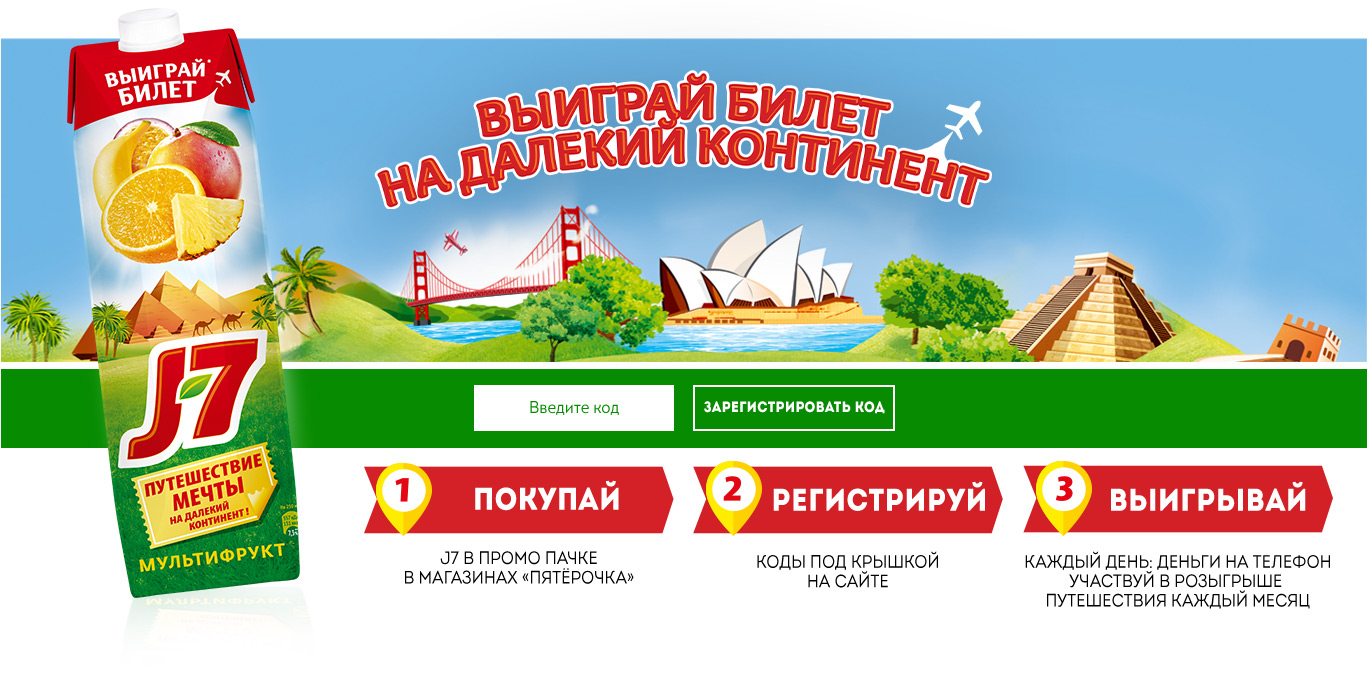 ВЫИГРАЙ*
БИЛЕТ
ВЫИГРАЙ БИЛЕТ
НА ДАЛЕКИЙ КОНТИНЕНТ
J7
ПУТЕШЕСТВИЕ
МЕЧТЫ
НА ДАЛЕКИЙ
КОНТИНЕНТ!
МУЛЬТИФРУКТ
Введите код
ЗАРЕГИСТРИРОВАТЬ КОД
1 ПОКУПАЙ
J7 В ПРОМО ПАЧКЕ
В МАГАЗИНАХ «ПЯТЁРОЧКА»
2 РЕГИСТРИРУЙ
КОДЫ ПОД КРЫШКОЙ
НА САЙТЕ
3 ВЫИГРЫВАЙ
КАЖДЫЙ ДЕНЬ: ДЕНЬГИ НА ТЕЛЕФОН
УЧАСТВУЙ В РОЗЫГРЫШЕ
ПУТЕШЕСТВИЯ КАЖДЫЙ МЕСЯЦ